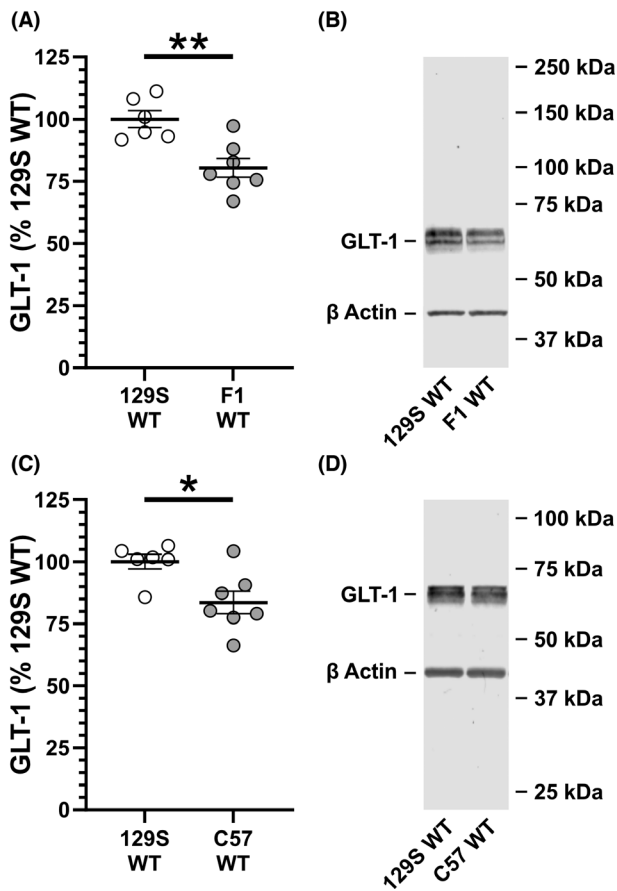 (A)
**
GLT-1 (% 129S WT)
125
100
75
50
25
0
129S
WT
F1
WT
(B)
250 kDa
150 kDa
100 kDa
75 kDa
GLT-1
50 kDa
β Actin
37 kDa
129S WT
F1 WT
(C)
*
GLT-1 (% 129S WT)
125
100
75
50
25
0
129S
WT
C57
WT
(D)
100 kDa
75 kDa
GLT-1
50 kDa
β Actin
37 kDa
25 kDa
129S WT
C57 WT